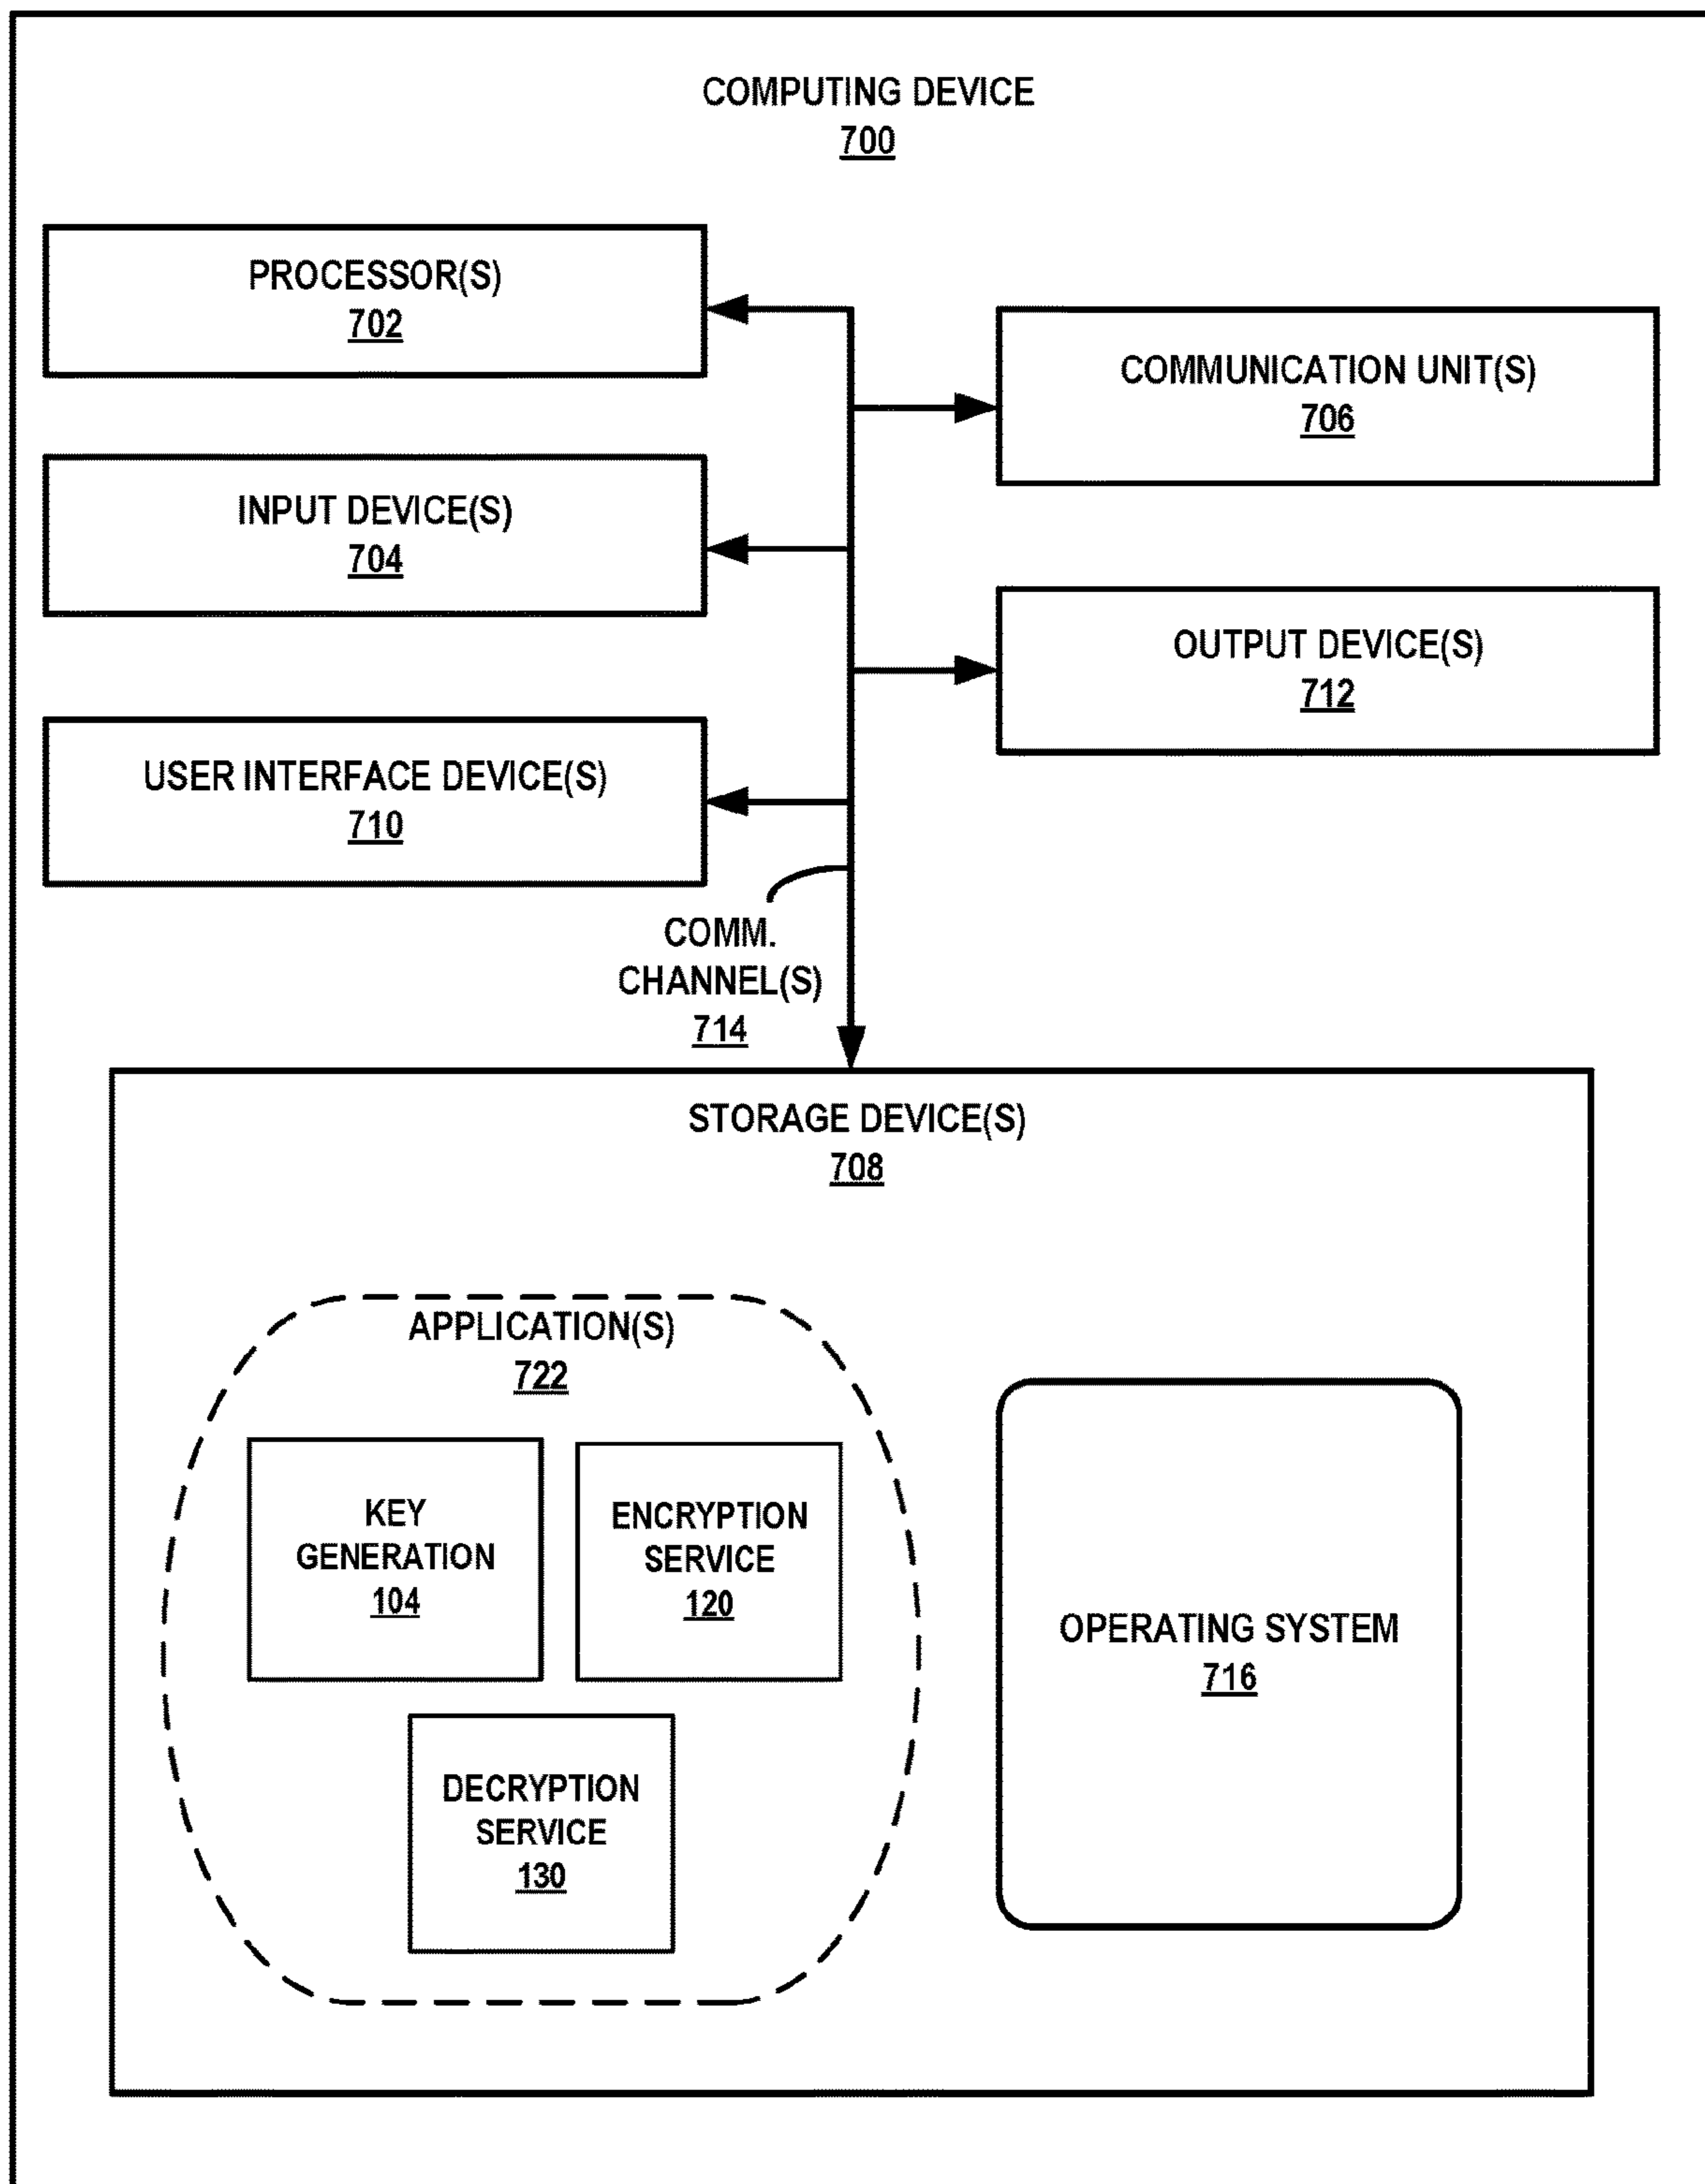 COMPUTING DEVICE
700
PROCESSOR(S)
702
COMMUNICATION UNIT(S)
706
INPUT DEVICE(S)
704
OUTPUT DEVICE(S)
712
USER INTERFACE DEVICE(S)
710
COMM.
CHANNEL(S)
714
STORAGE DEVICE(S)
708
APPLICATION(S)
722
KEY
GENERATION
104
ENCRYPTION
SERVICE
120
DECRYPTION
SERVICE
130
OPERATING SYSTEM
716